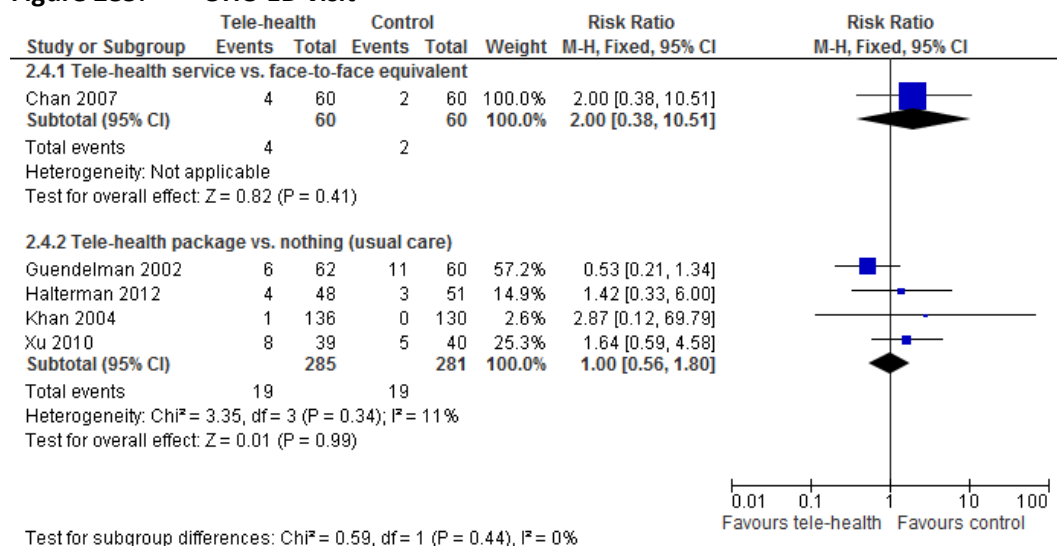 Tele-health Control Risk Ratio Risk Ratio
Study or Subgroup Events Total Events Total Weight M-H, Fixed, 95% CI M-H, Fixed, 95% CI
2.4.1 Tele-health service vs. face-to-face equivalent
Chan 2007 4 60 2 60 100.0% 2.00 [0.38, 10.51]
Subtotal (95% CI) 60 60 100.0% 2.00 [0.38, 10.51]
Total events 4 2
Heterogeneity: Not applicable
Test for overall effect: Z = 0.82 (P = 0.41)
2.4.2 Tele-health package vs. nothing (usual care)
Guendelman 2002 6 62 11 60 57.2% 0.53 [0.21, 1.34]
Halterman 2012 4 48 3 51 14.9% 1.42 [0.33, 6.00]
Khan 2004 1 136 0 130 2.6% 2.87 [0.12, 69.79]
Xu 2010 8 39 5 40 25.3% 1.64 [0.59, 4.58]
Subtotal (95% CI) 285 281 100.0% 1.00 [0.56, 1.80]
Total events 19 19
Heterogeneity: Chi² = 3.35, df = 3 (P = 0.34); I² = 11%
Test for overall effect: Z = 0.01 (P = 0.99)
0.01 0.1 1 10 100
Favours tele-health Favours control
Test for subgroup differences: Chi² = 0.59, df = 1 (P = 0.44), I² = 0%